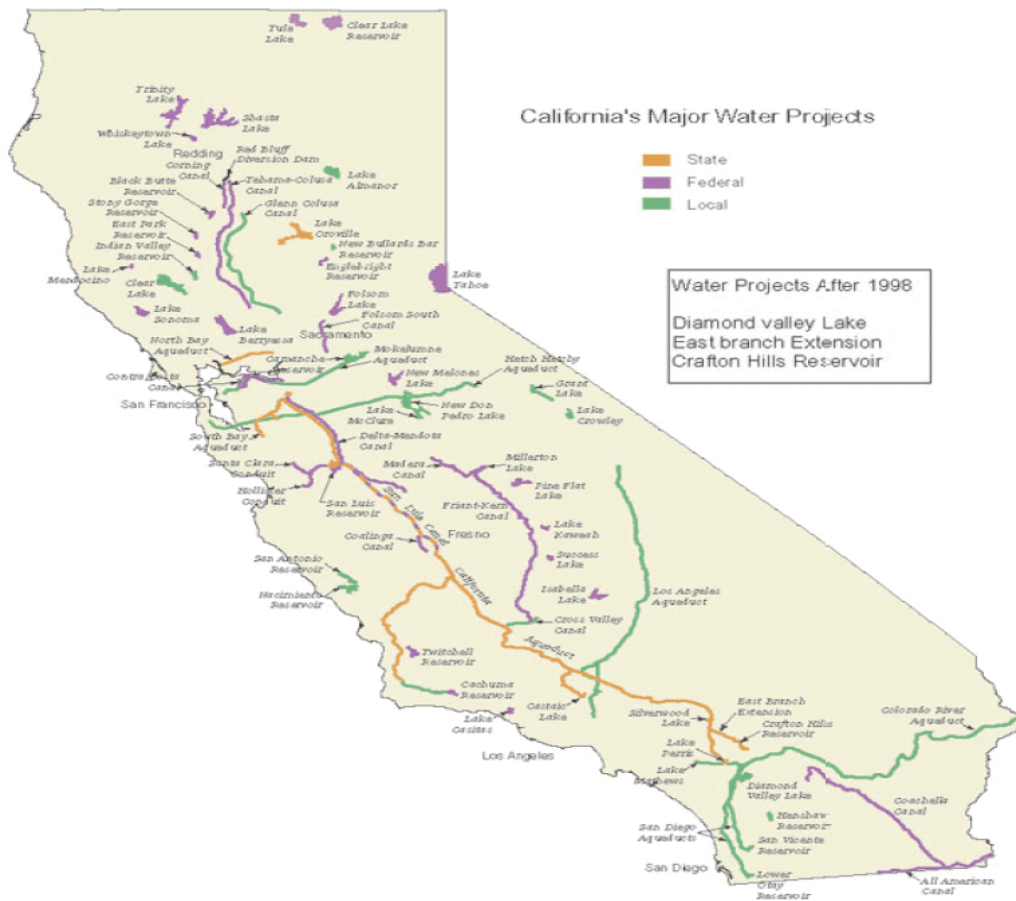 Tule
Lake
Clear Lake
Reservoir
Trinity
Lake
Shasta
Lake
Whiskeytown
Lake
Redding
Corning
Canal
Red Bluff
Diversion Dam
Tehama-Colusa
Canal
Lake
Almanor
Black Butte
Reservoir
Stony Gorge
Reservoir
East Park
Reservoir
Indian Valley
Reservoir
Glenn Colusa
Canal
Lake
Oroville
New Bullards Bar
Reservoir
Englebright
Reservoir
Lake
Mendocino
Clear
Lake
Lake
Tahoe
Lake
Sonoma
Folsom
Lake
Folsom South
Canal
Lake
Berryessa
Sacramento
North Bay
Aqueduct
Camanche
Reservoir
Mokelumne
Aqueduct
Hetch Hetchy
Aqueduct
Contra Costa
Canal
New Melones
Lake
Grant
Lake
San Francisco
Lake
McClure
New Don
Pedro Lake
Lake
Crowley
South Bay
Aqueduct
Delta-Mendota
Canal
Santa Clara
Conduit
Madera
Canal
Millerton
Lake
Hollister
Conduit
San Luis
Reservoir
San Luis Canal
Pine Flat
Lake
Friant-Kern
Canal
Coalinga
Canal
Fresno
Lake
Kaweah
San Antonio
Reservoir
Success
Lake
Nacimiento
Reservoir
California
Aqueduct
Isabella
Lake
Los Angeles
Aqueduct
Cross Valley
Canal
Twitchell
Reservoir
Cachuma
Reservoir
Lake
Casitas
Castaic
Lake
Silverwood
Lake
East Branch
Extension
Crafton Hills
Reservoir
Colorado River
Aqueduct
Los Angeles
Lake
Perris
Lake
Mathews
Diamond
Valley Lake
Coachella
Canal
Henshaw
Reservoir
San Diego
Aqueducts
San Vicente
Reservoir
San Diego
Lower
Otay
Reservoir
All American
Canal
California's Major Water Projects
State
Federal
Local
Water Projects After 1998
Diamond valley Lake
East branch Extension
Crafton Hills Reservoir